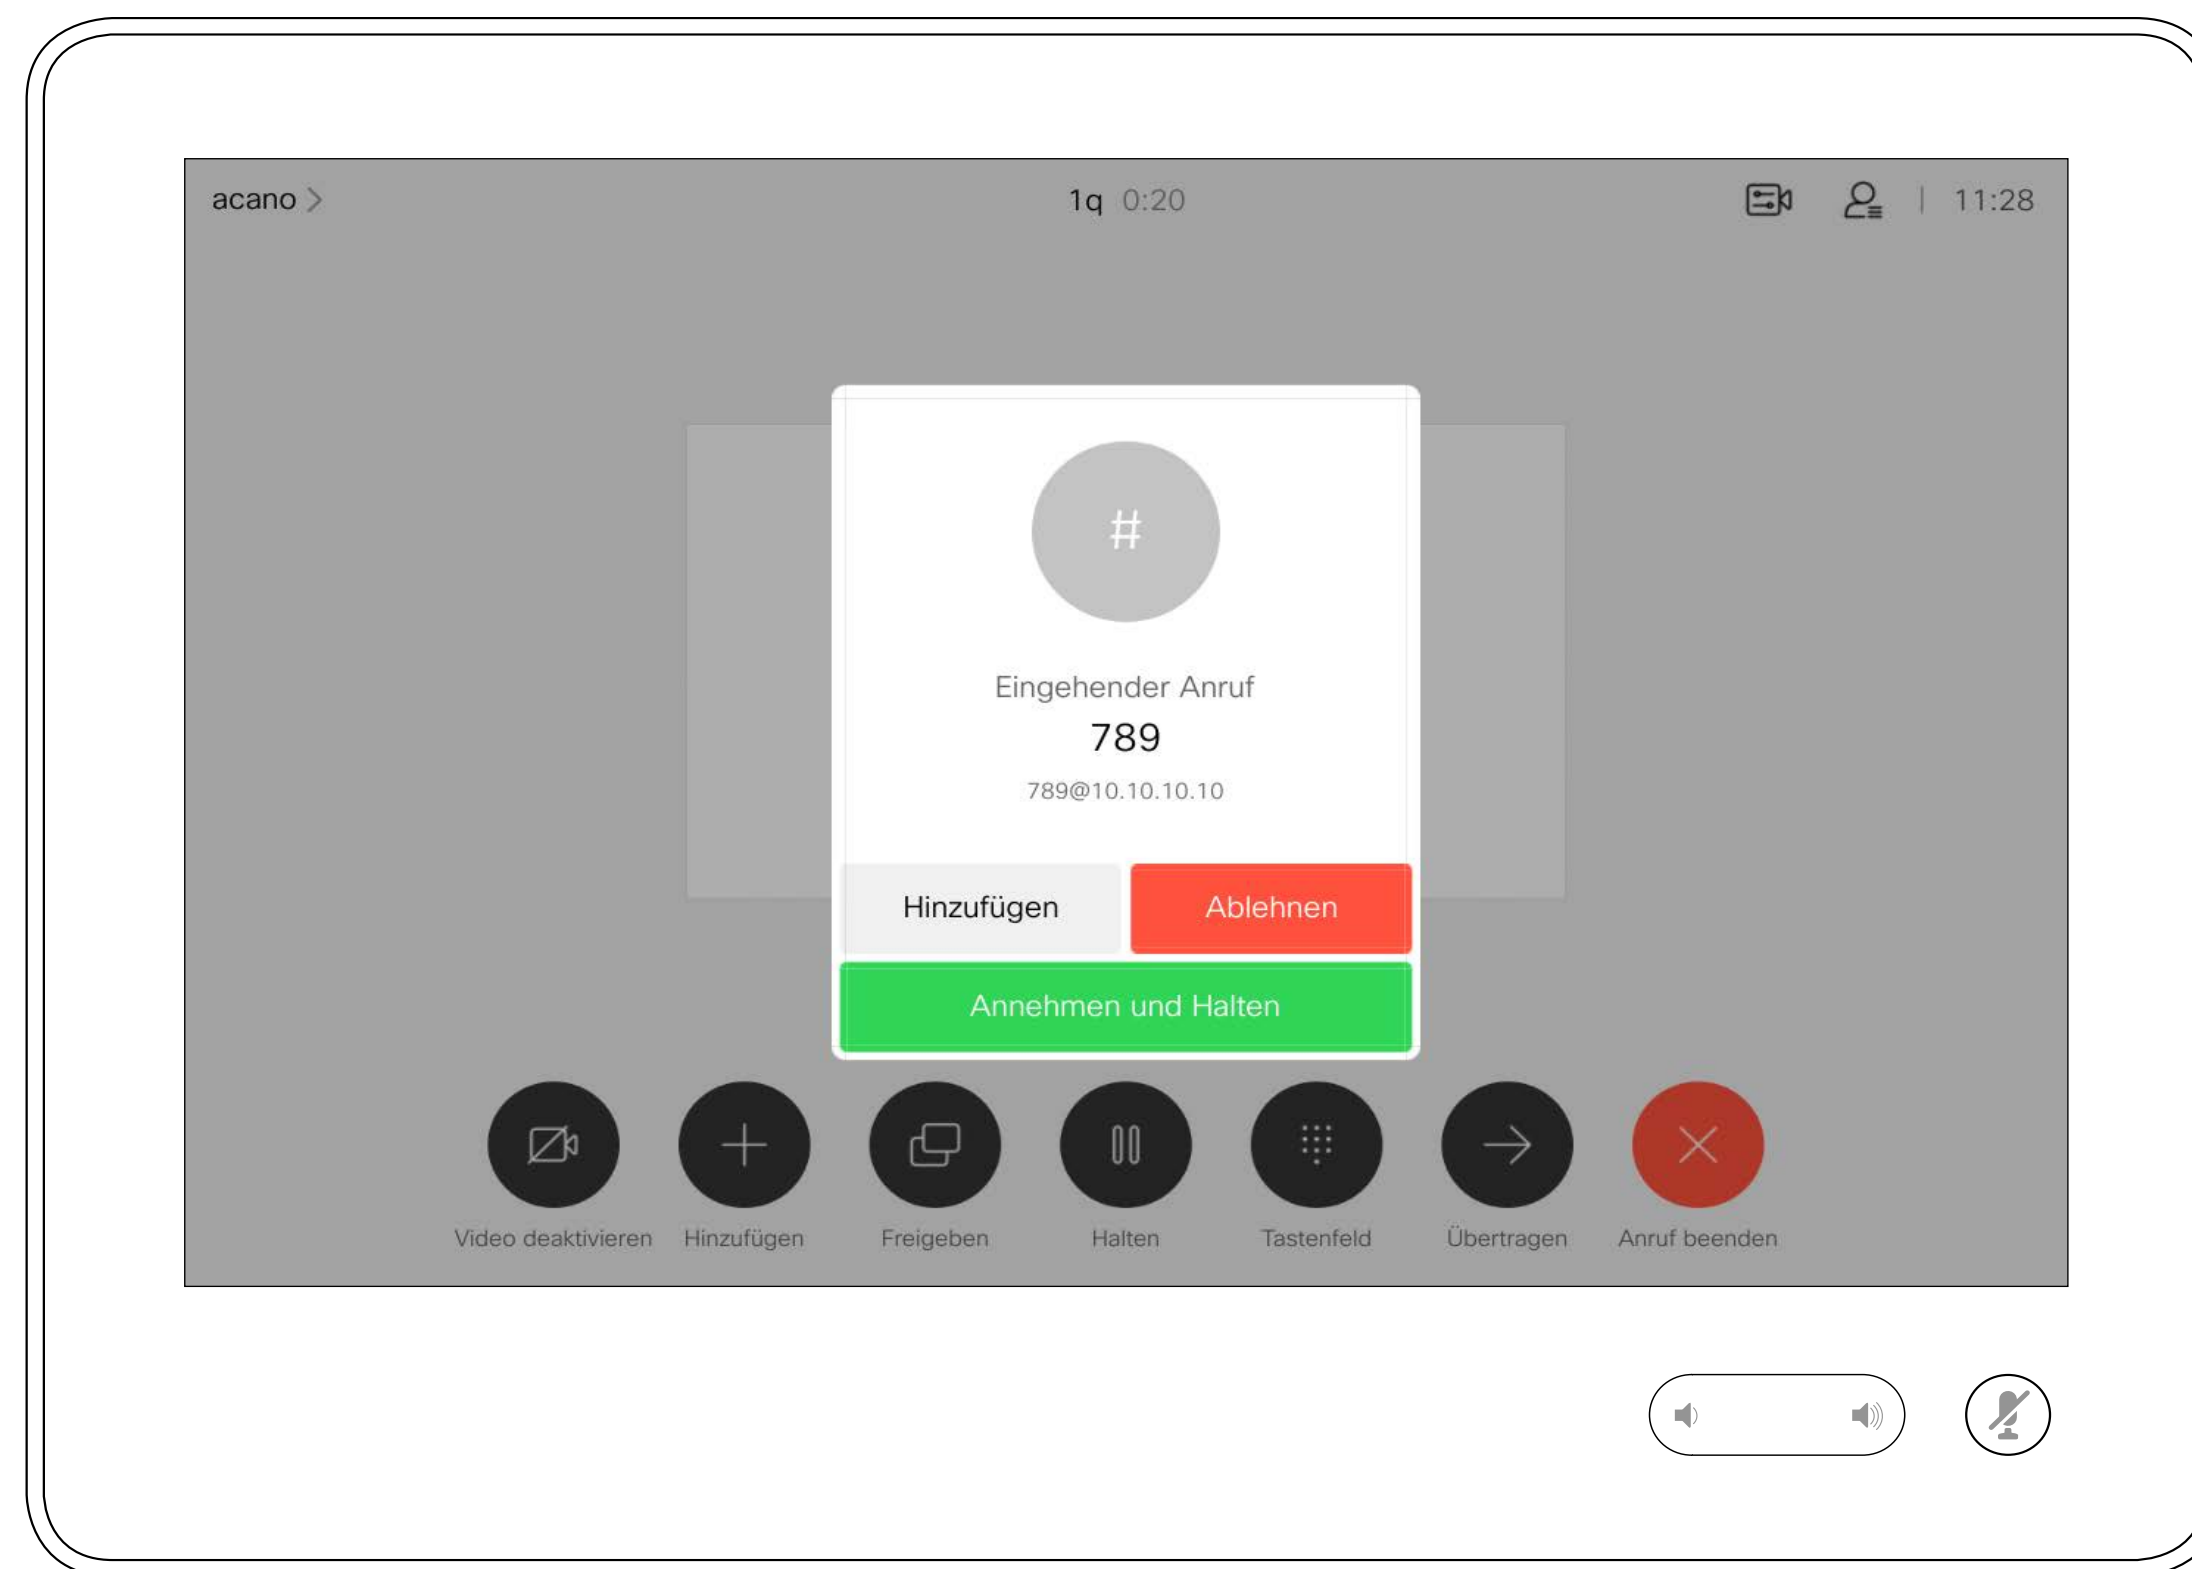 acano
1q 0:20
11:28
#
Eingehender Anruf
789
789@10.10.10.10
Hinzufügen
Ablehnen
Annehmen und Halten
Video deaktivieren
Hinzufügen
Freigeben
Halten
Tastenfeld
Übertragen
Anruf beenden